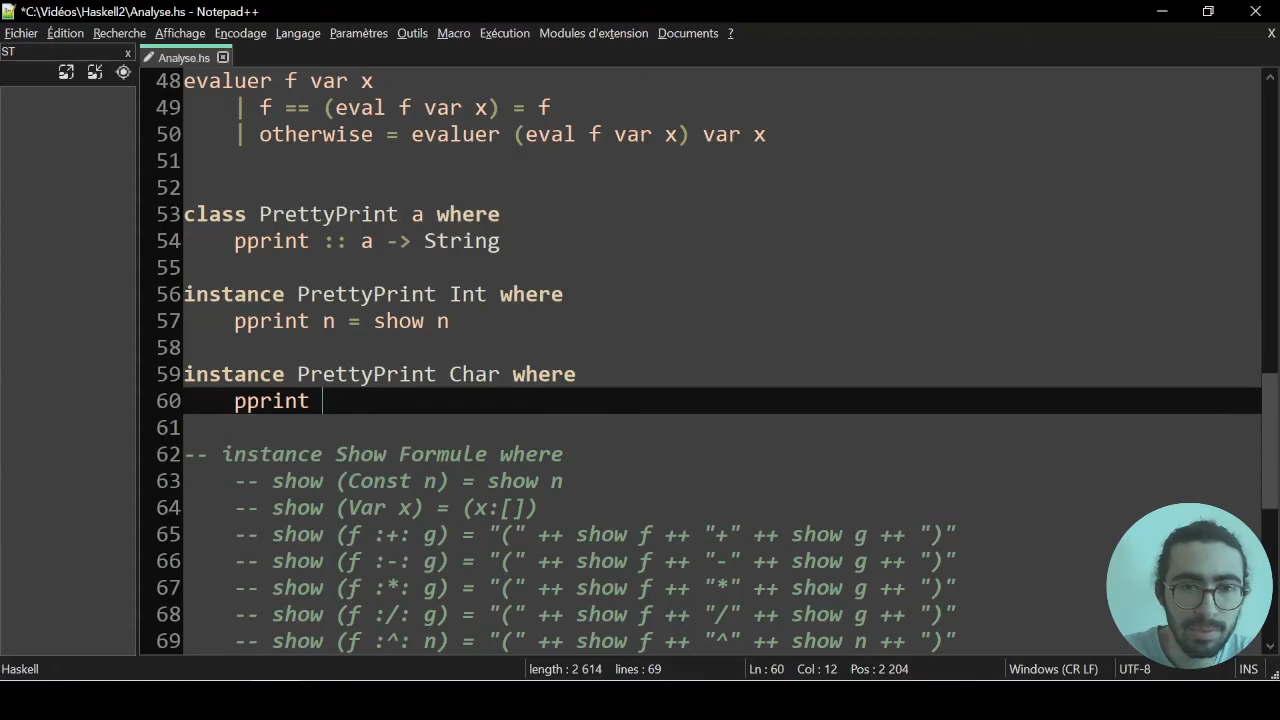 *C:\Vidéos\Haskell2\Analyse.hs - Notepad++
Fichier Édition Recherche Affichage Encodage Langage Paramètres Outils Macro Exécution Modules d'extension Documents ? X
ST x
Analyse.hs
48 evaluer f var x
49 | f == (eval f var x) = f
50 | otherwise = evaluer (eval f var x) var x
51
52
53 class PrettyPrint a where
54 pprint :: a -> String
55
56 instance PrettyPrint Int where
57 pprint n = show n
58
59 instance PrettyPrint Char where
60 pprint
61
62 -- instance Show Formule where
63 -- show (Const n) = show n
64 -- show (Var x) = (x:[])
65 -- show (f :+: g) = "(" ++ show f ++ "+" ++ show g ++ ")"
66 -- show (f :-: g) = "(" ++ show f ++ "-" ++ show g ++ ")"
67 -- show (f :*: g) = "(" ++ show f ++ "*" ++ show g ++ ")"
68 -- show (f :/: g) = "(" ++ show f ++ "/" ++ show g ++ ")"
69 -- show (f :^: n) = "(" ++ show f ++ "^" ++ show n ++ ")"
Haskell length : 2 614 lines : 69 Ln : 60 Col : 12 Pos : 2 204 Windows (CR LF) UTF-8 INS